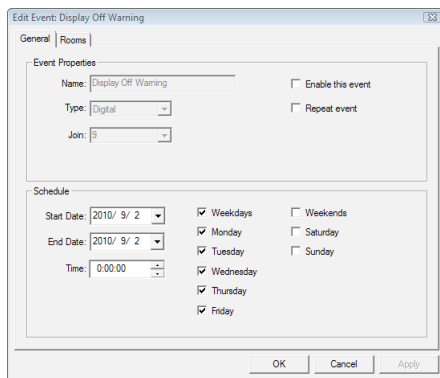 Edit Event: Display Off Warning
General Rooms
Event Properties
Name: Display Off Warning
Enable this event
Type: Digital
Repeat event
Join: 9
Schedule
Start Date: 2010/ 9/ 2
Weekdays
Weekends
Monday
Saturday
End Date: 2010/ 9/ 2
Tuesday
Sunday
Time: 0:00:00
Wednesday
Thursday
Friday
OK Cancel Apply